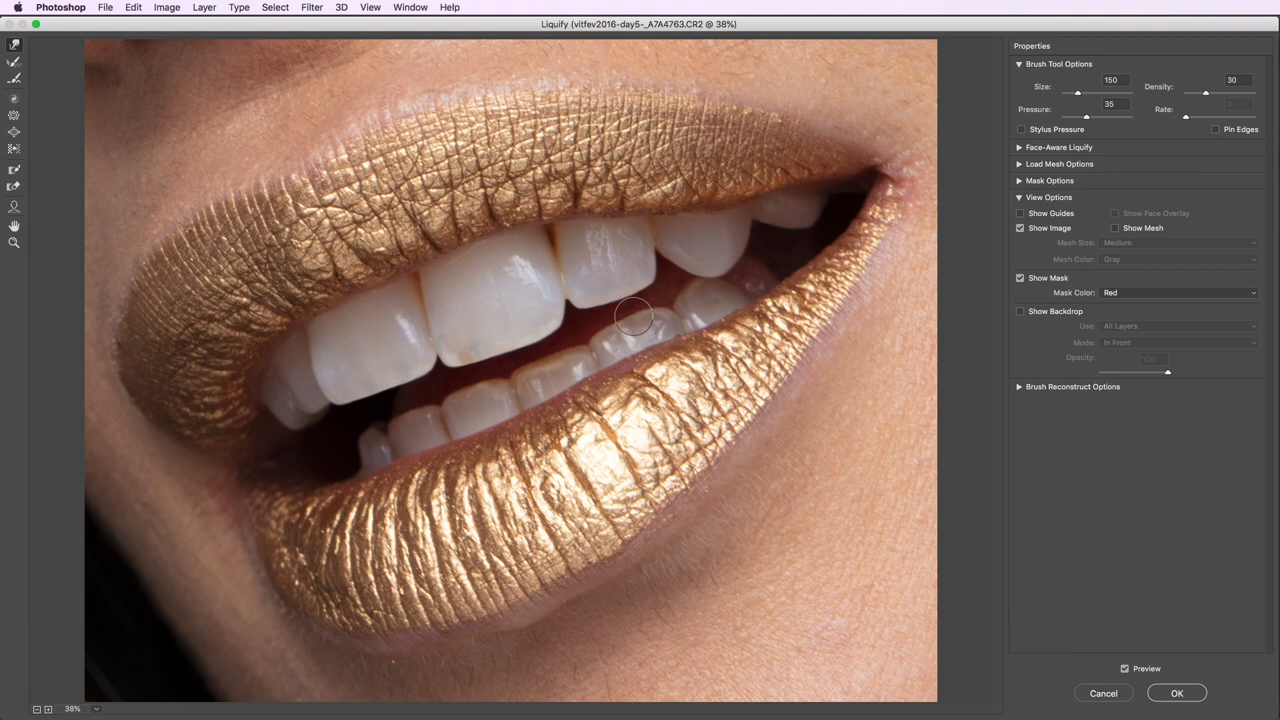 Photoshop File Edit Image Layer Type Select Filter 3D View Window Help
Liquify (vitfev2016-day5-_A7A4763.CR2 @ 38%)
Properties
Brush Tool Options
Size: 150 Density: 30
Pressure: 35 Rate: 0
Stylus Pressure Pin Edges
Face-Aware Liquify
Load Mesh Options
Mask Options
View Options
Show Guides Show Face Overlay
Show Image Show Mesh
Mesh Size: Medium
Mesh Color: Gray
Show Mask
Mask Color: Red
Show Backdrop
Use: All Layers
Mode: In Front
Opacity: 100
Brush Reconstruct Options
Preview
Cancel OK
38%